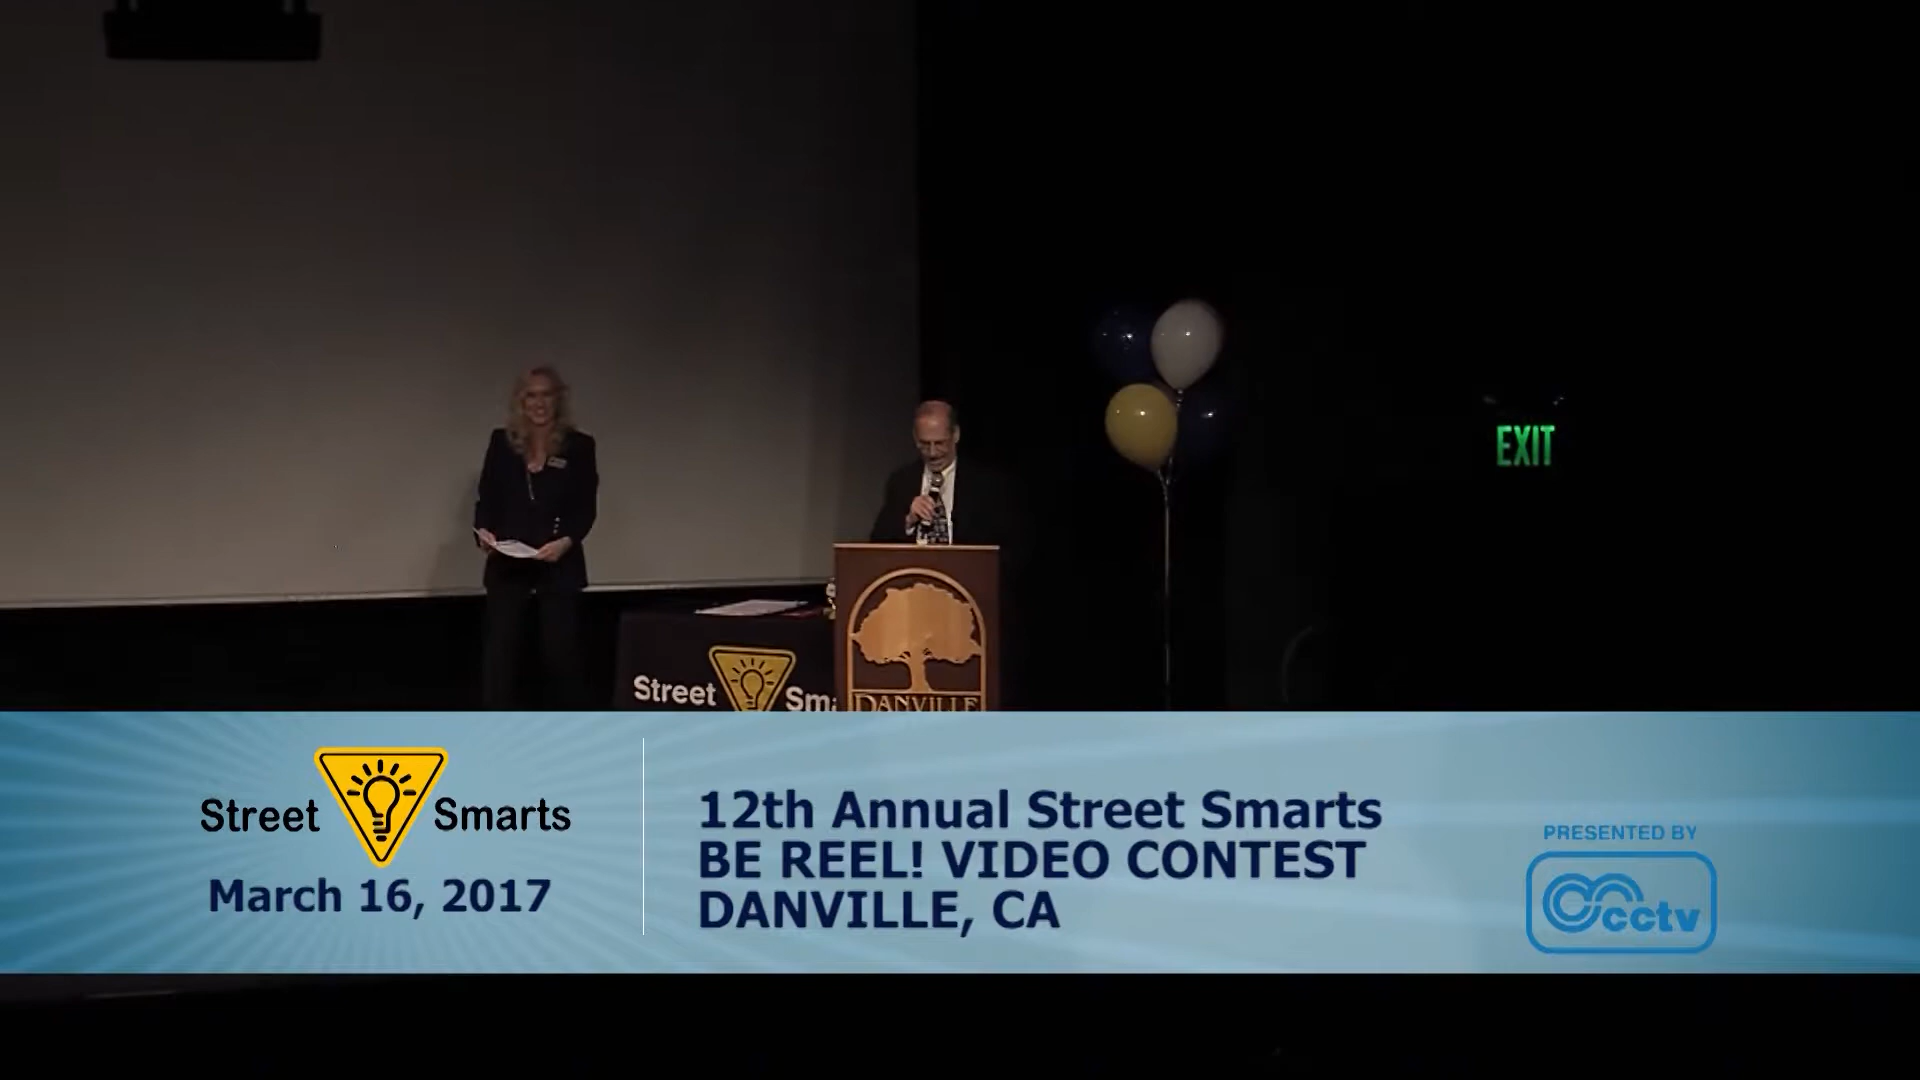 EXIT
Street Sma
DANVILLE
Street Smarts
March 16, 2017
12th Annual Street Smarts
BE REEL! VIDEO CONTEST
DANVILLE, CA
PRESENTED BY
cctv